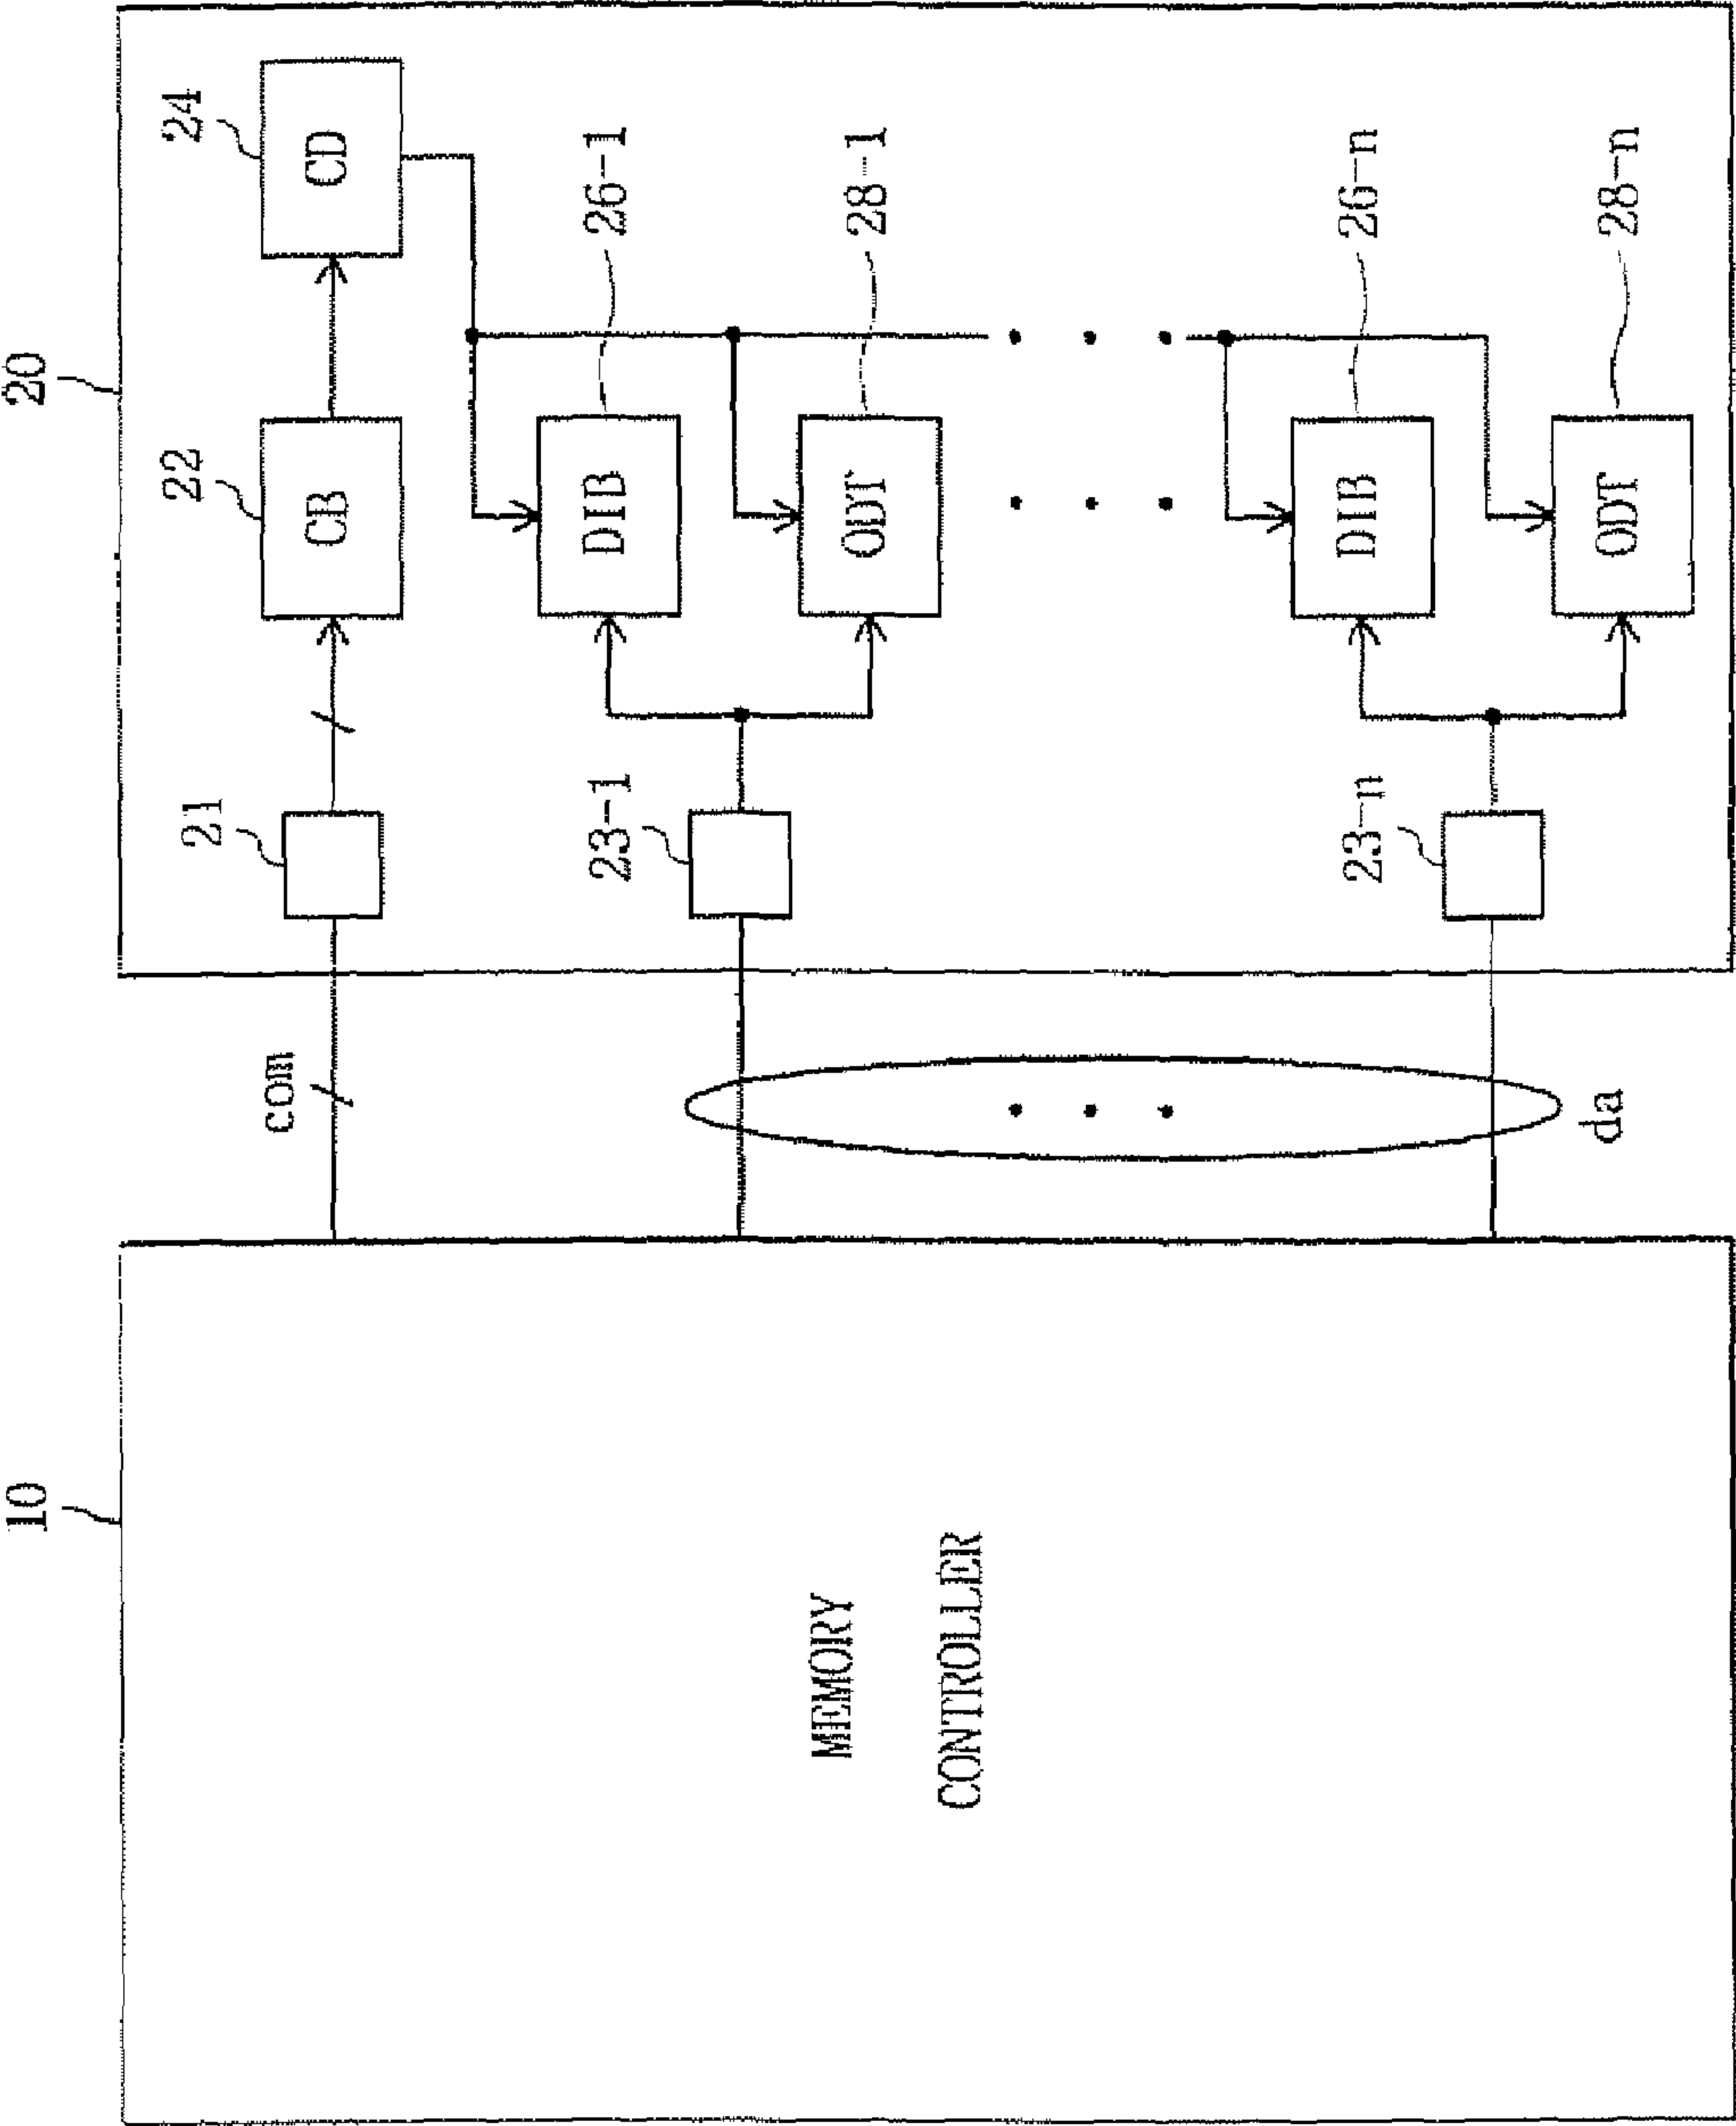 10
20
MEMORY
CONTROLLER
com
da
21
22
CB
24
CD
23-1
26-1
DIB
28-1
ODT
23-n
26-n
DIB
28-n
ODT